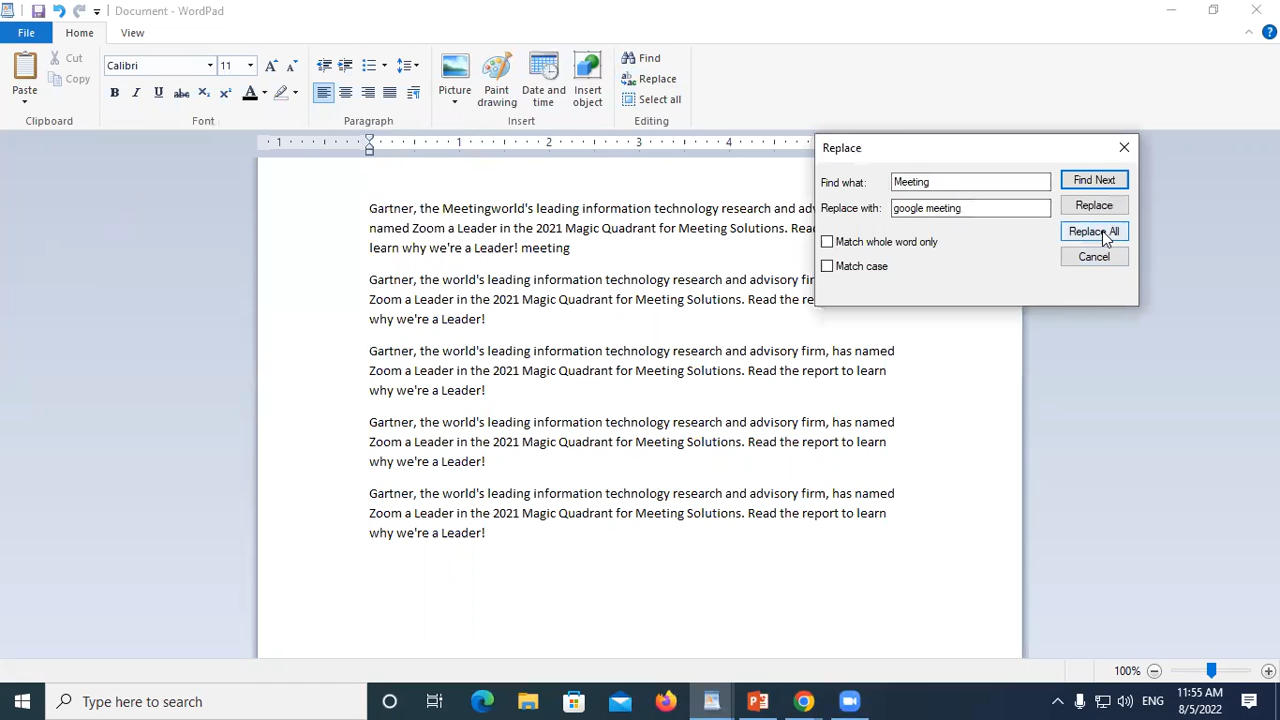 Document - WordPad
File
Home
View
Paste
Cut
Copy
Clipboard
Calibri
11
B I U abc X₂ X² A
Font
Paragraph
Picture
Paint drawing
Date and time
Insert object
Insert
Find
Replace
Select all
Editing
1 1 2 3 4
Gartner, the Meetingworld's leading information technology research and adv
named Zoom a Leader in the 2021 Magic Quadrant for Meeting Solutions. Rea
learn why we're a Leader! meeting
Gartner, the world's leading information technology research and advisory fir
Zoom a Leader in the 2021 Magic Quadrant for Meeting Solutions. Read the re
why we're a Leader!
Gartner, the world's leading information technology research and advisory firm, has named
Zoom a Leader in the 2021 Magic Quadrant for Meeting Solutions. Read the report to learn
why we're a Leader!
Gartner, the world's leading information technology research and advisory firm, has named
Zoom a Leader in the 2021 Magic Quadrant for Meeting Solutions. Read the report to learn
why we're a Leader!
Gartner, the world's leading information technology research and advisory firm, has named
Zoom a Leader in the 2021 Magic Quadrant for Meeting Solutions. Read the report to learn
why we're a Leader!
Replace
Find what: Meeting
Find Next
Replace with: google meeting
Replace
Match whole word only
Replace All
Match case
Cancel
100%
Type here to search
ENG
11:55 AM
8/5/2022